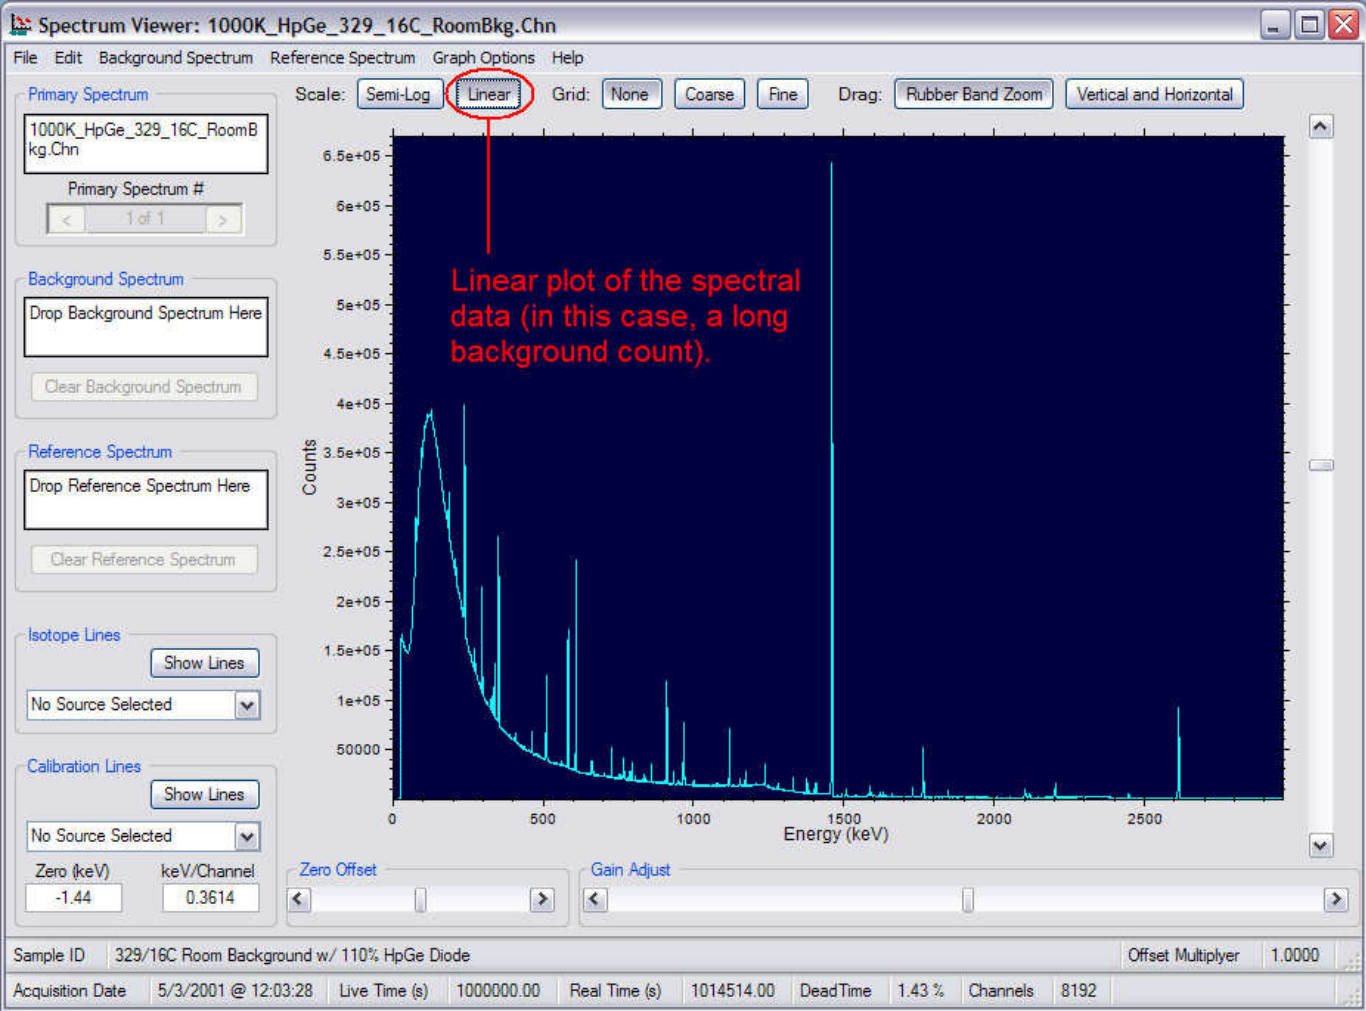 Spectrum Viewer: 1000K_HpGe_329_16C_RoomBkg.Chn
File Edit Background Spectrum Reference Spectrum Graph Options Help
Primary Spectrum
1000K_HpGe_329_16C_RoomB
kg.Chn
Primary Spectrum #
< 1 of 1 >
Background Spectrum
Drop Background Spectrum Here
Clear Background Spectrum
Reference Spectrum
Drop Reference Spectrum Here
Clear Reference Spectrum
Isotope Lines
Show Lines
No Source Selected
Calibration Lines
Show Lines
No Source Selected
Zero (keV) keV/Channel
-1.44 0.3614
Scale: Semi-Log Linear Grid: None Coarse Fine Drag: Rubber Band Zoom Vertical and Horizontal
6.5e+05
6e+05
5.5e+05
5e+05
4.5e+05
4e+05
3.5e+05
3e+05
2.5e+05
2e+05
1.5e+05
1e+05
50000
Counts
Linear plot of the spectral
data (in this case, a long
background count).
0 500 1000 1500 2000 2500
Energy (keV)
Zero Offset
< >
Gain Adjust
< >
Sample ID 329/16C Room Background w/ 110% HpGe Diode Offset Multiplyer 1.0000
Acquisition Date 5/3/2001 @ 12:03:28 Live Time (s) 1000000.00 Real Time (s) 1014514.00 DeadTime 1.43 % Channels 8192